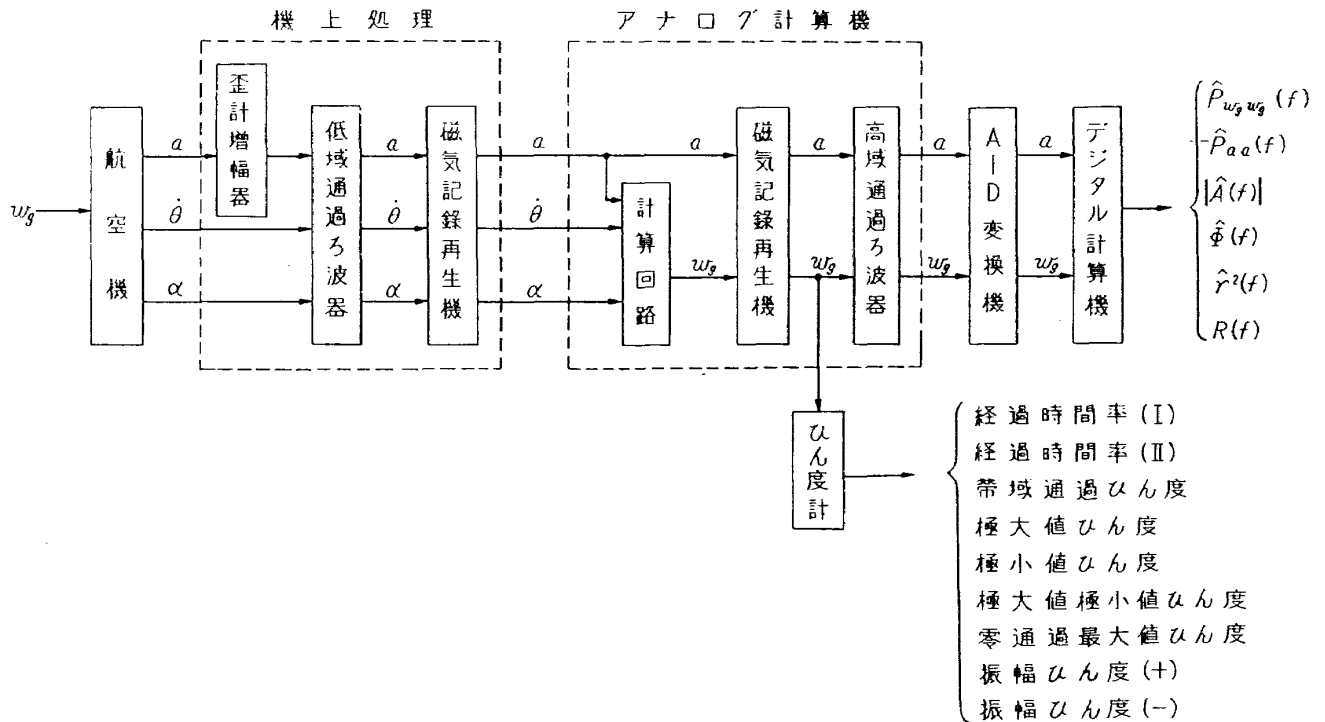 機上処理
アナログ計算機
w_g
航空機
a
θ̇
α
歪計増幅器
低域通過ろ波器
a
θ̇
α
磁気記録再生機
a
θ̇
α
計算回路
a
w_g
磁気記録再生機
a
w_g
高域通過ろ波器
a
w_g
A-D変換機
a
w_g
デジタル計算機
P̂_{w_g w_g}(f)
P̂_{aa}(f)
|Â(f)|
Φ̂(f)
γ̂²(f)
R(f)
ひん度計
経過時間率(I)
経過時間率(II)
帯域通過ひん度
極大値ひん度
極小値ひん度
極大値極小値ひん度
零通過最大値ひん度
振幅ひん度(+)
振幅ひん度(-)